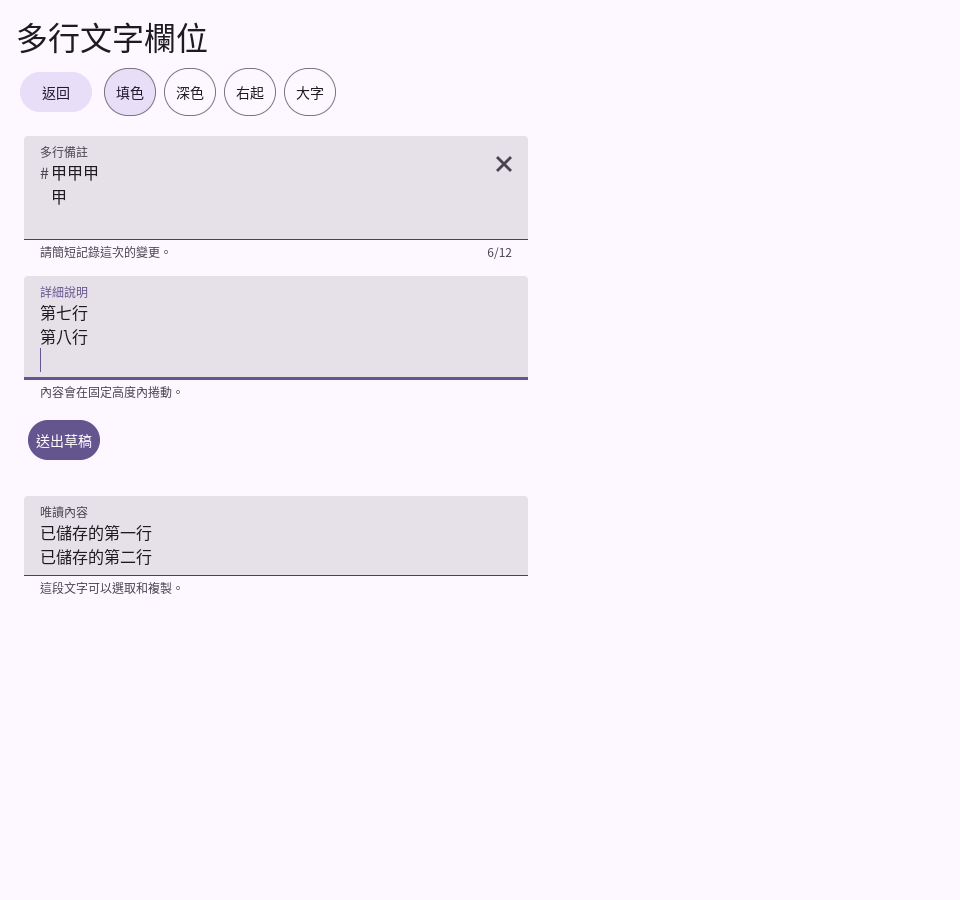 多行文字欄位
返回 填色 深色 右起 大字
多行備註
# 甲甲甲
甲
請簡短記錄這次的變更。 6/12
詳細說明
第七行
第八行
內容會在固定高度內捲動。
送出草稿
唯讀內容
已儲存的第一行
已儲存的第二行
這段文字可以選取和複製。